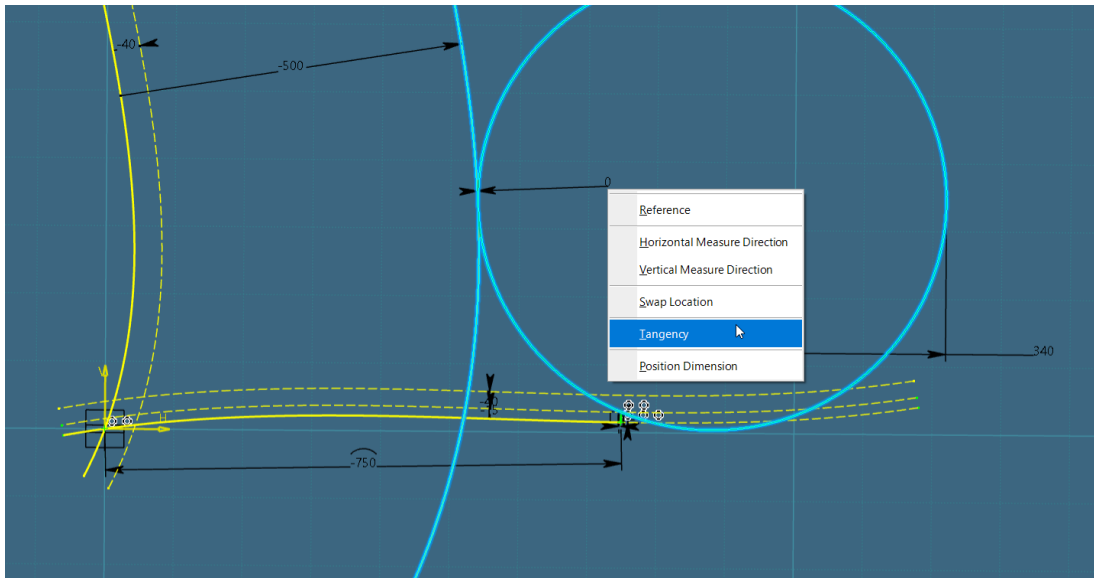 -40
-500
0
Reference
Horizontal Measure Direction
Vertical Measure Direction
Swap Location
Tangency
Position Dimension
340
-40
V
H
-750